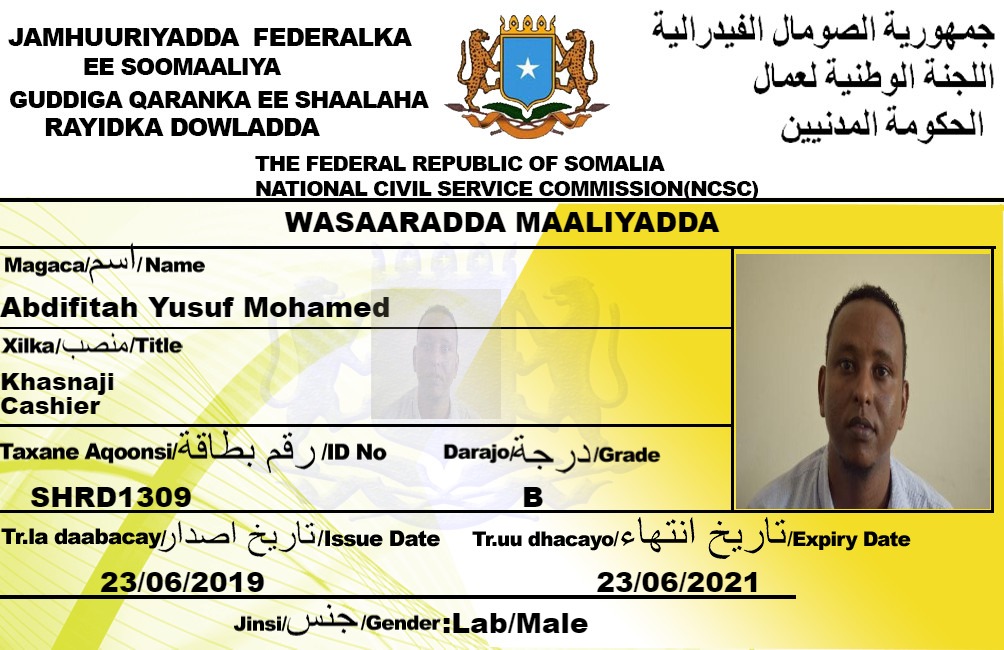 JAMHUURIYADDA FEDERALKA
EE SOOMAALIYA
GUDDIGA QARANKA EE SHAALAHA
RAYIDKA DOWLADDA
جمهورية الصومال الفيدرالية
اللجنة الوطنية لعمال
الحكومة المدنيين
THE FEDERAL REPUBLIC OF SOMALIA
NATIONAL CIVIL SERVICE COMMISSION(NCSC)
WASAARADDA MAALIYADDA
Magaca/اسم/Name
Abdifitah Yusuf Mohamed
Xilka/منصب/Title
Khasnaji
Cashier
Taxane Aqoonsi/رقم بطاقة/ID No
Darajo/درجة/Grade
SHRD1309
B
Tr.la daabacay/تاريخ اصدار/Issue Date
Tr.uu dhacayo/تاريخ انتهاء/Expiry Date
23/06/2019
23/06/2021
Jinsi/جنس/Gender:Lab/Male